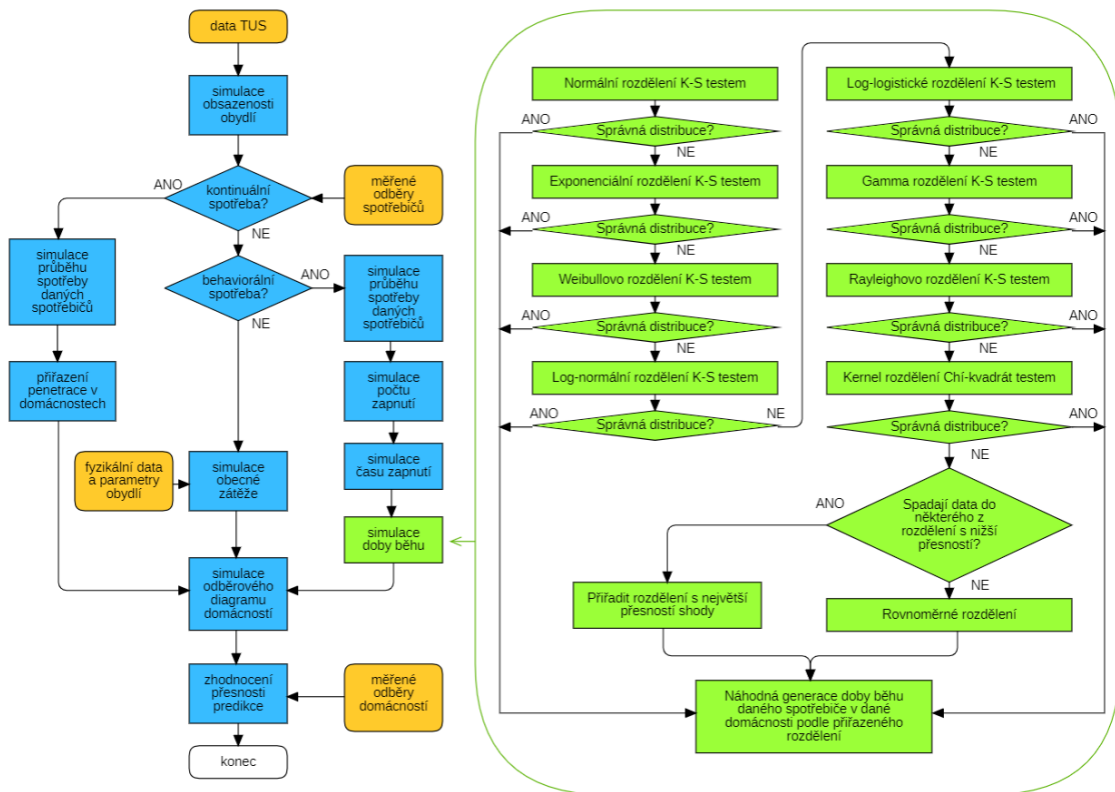 data TUS
simulace
obsazenosti
obydlí
ANO
kontinuální
spotřeba?
měřené
odběry
spotřebičů
NE
simulace
průběhu
spotřeby
daných
spotřebičů
behaviorální
spotřeba?
ANO
simulace
průběhu
spotřeby
daných
spotřebičů
NE
přiřazení
penetrace v
domácnostech
simulace
počtu
zapnutí
fyzikální data
a parametry
obydlí
simulace
obecné
zátěže
simulace
času zapnutí
simulace
doby běhu
simulace
odběrového
diagramu
domácností
zhodnocení
přesnosti
predikce
měřené
odběry
domácností
konec
Normální rozdělení K-S testem
ANO
Správná distribuce?
NE
Exponenciální rozdělení K-S testem
ANO
Správná distribuce?
NE
Weibullovo rozdělení K-S testem
ANO
Správná distribuce?
NE
Log-normální rozdělení K-S testem
ANO
Správná distribuce?
NE
Log-logistické rozdělení K-S testem
ANO
Správná distribuce?
NE
Gamma rozdělení K-S testem
ANO
Správná distribuce?
NE
Rayleighovo rozdělení K-S testem
ANO
Správná distribuce?
NE
Kernel rozdělení Chí-kvadrát testem
ANO
Správná distribuce?
NE
ANO
Spadají data do
některého z
rozdělení s nižší
přesností?
NE
Přiřadit rozdělení s největší
přesností shody
Rovnoměrné rozdělení
Náhodná generace doby běhu
daného spotřebiče v dané
domácnosti podle přiřazeného
rozdělení